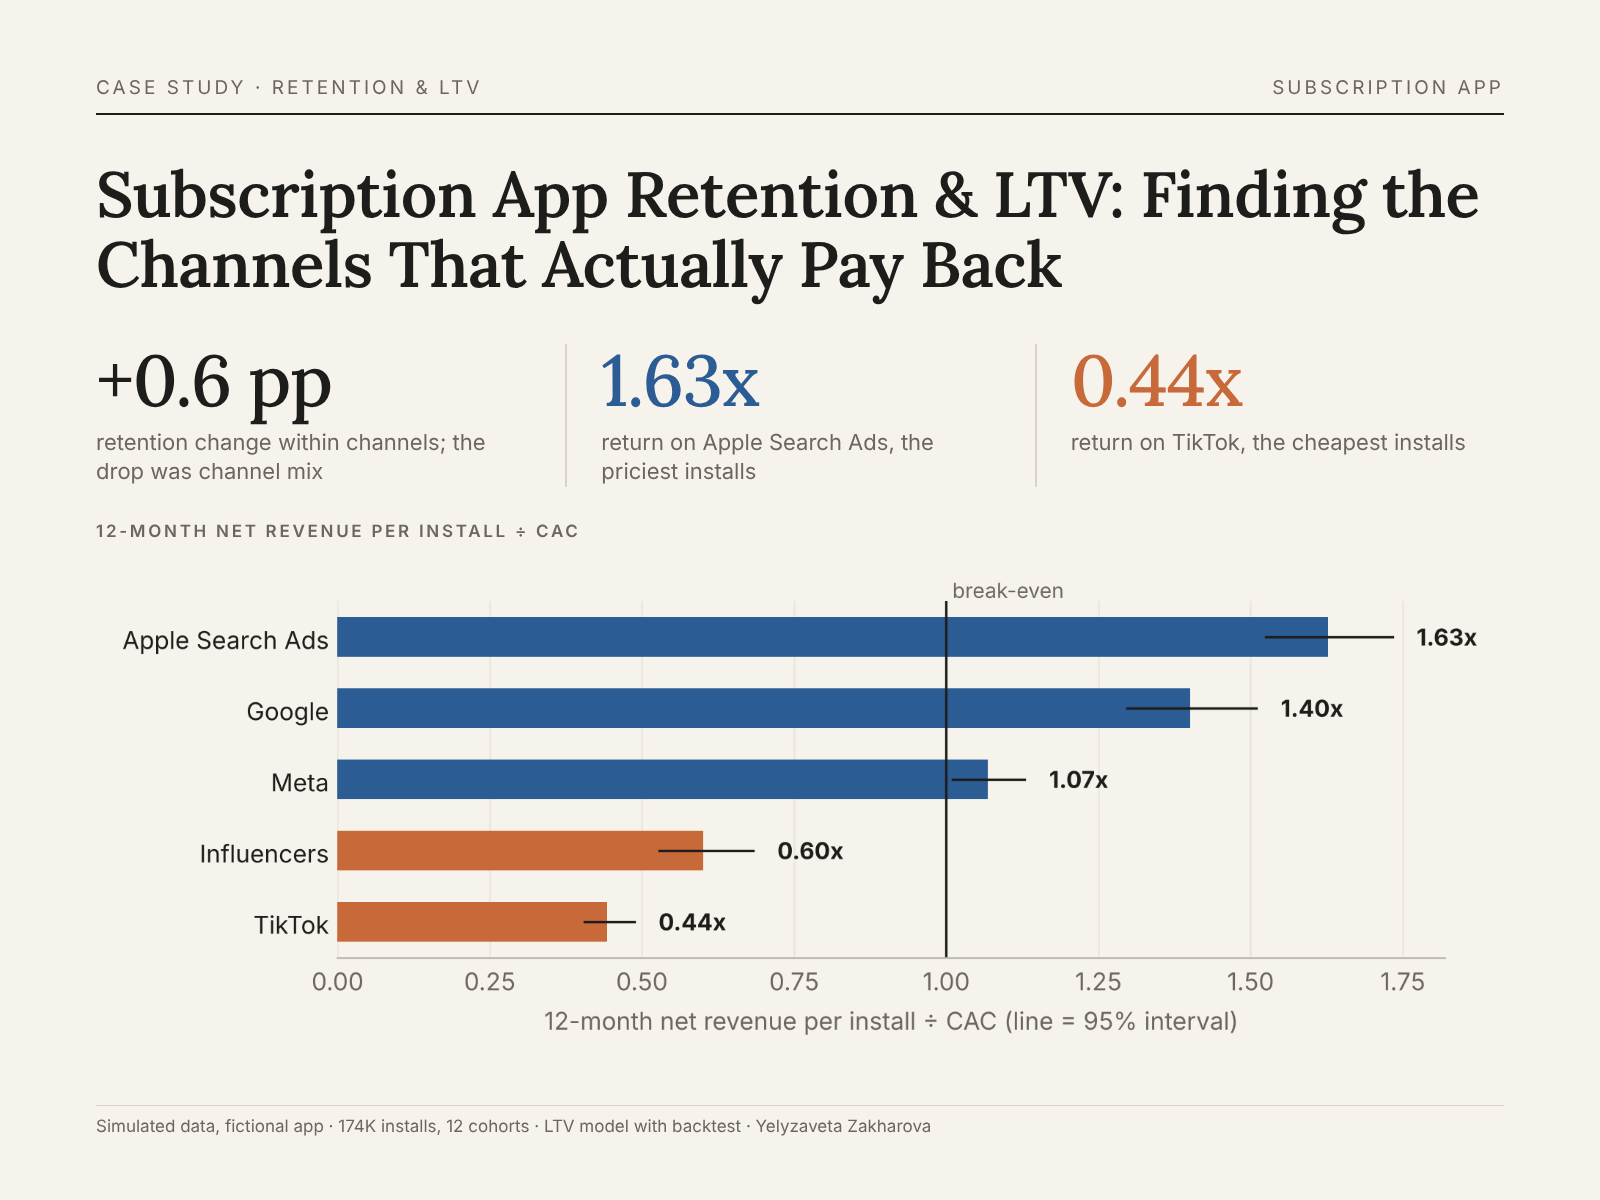 CASE STUDY · RETENTION & LTV
SUBSCRIPTION APP
Subscription App Retention & LTV: Finding the
Channels That Actually Pay Back
+0.6 pp
retention change within channels; the
drop was channel mix
1.63x
return on Apple Search Ads, the
priciest installs
0.44x
return on TikTok, the cheapest installs
12-MONTH NET REVENUE PER INSTALL ÷ CAC
break-even
Apple Search Ads
1.63x
Google
1.40x
Meta
1.07x
Influencers
0.60x
TikTok
0.44x
0.00 0.25 0.50 0.75 1.00 1.25 1.50 1.75
12-month net revenue per install ÷ CAC (line = 95% interval)
Simulated data, fictional app · 174K installs, 12 cohorts · LTV model with backtest · Yelyzaveta Zakharova